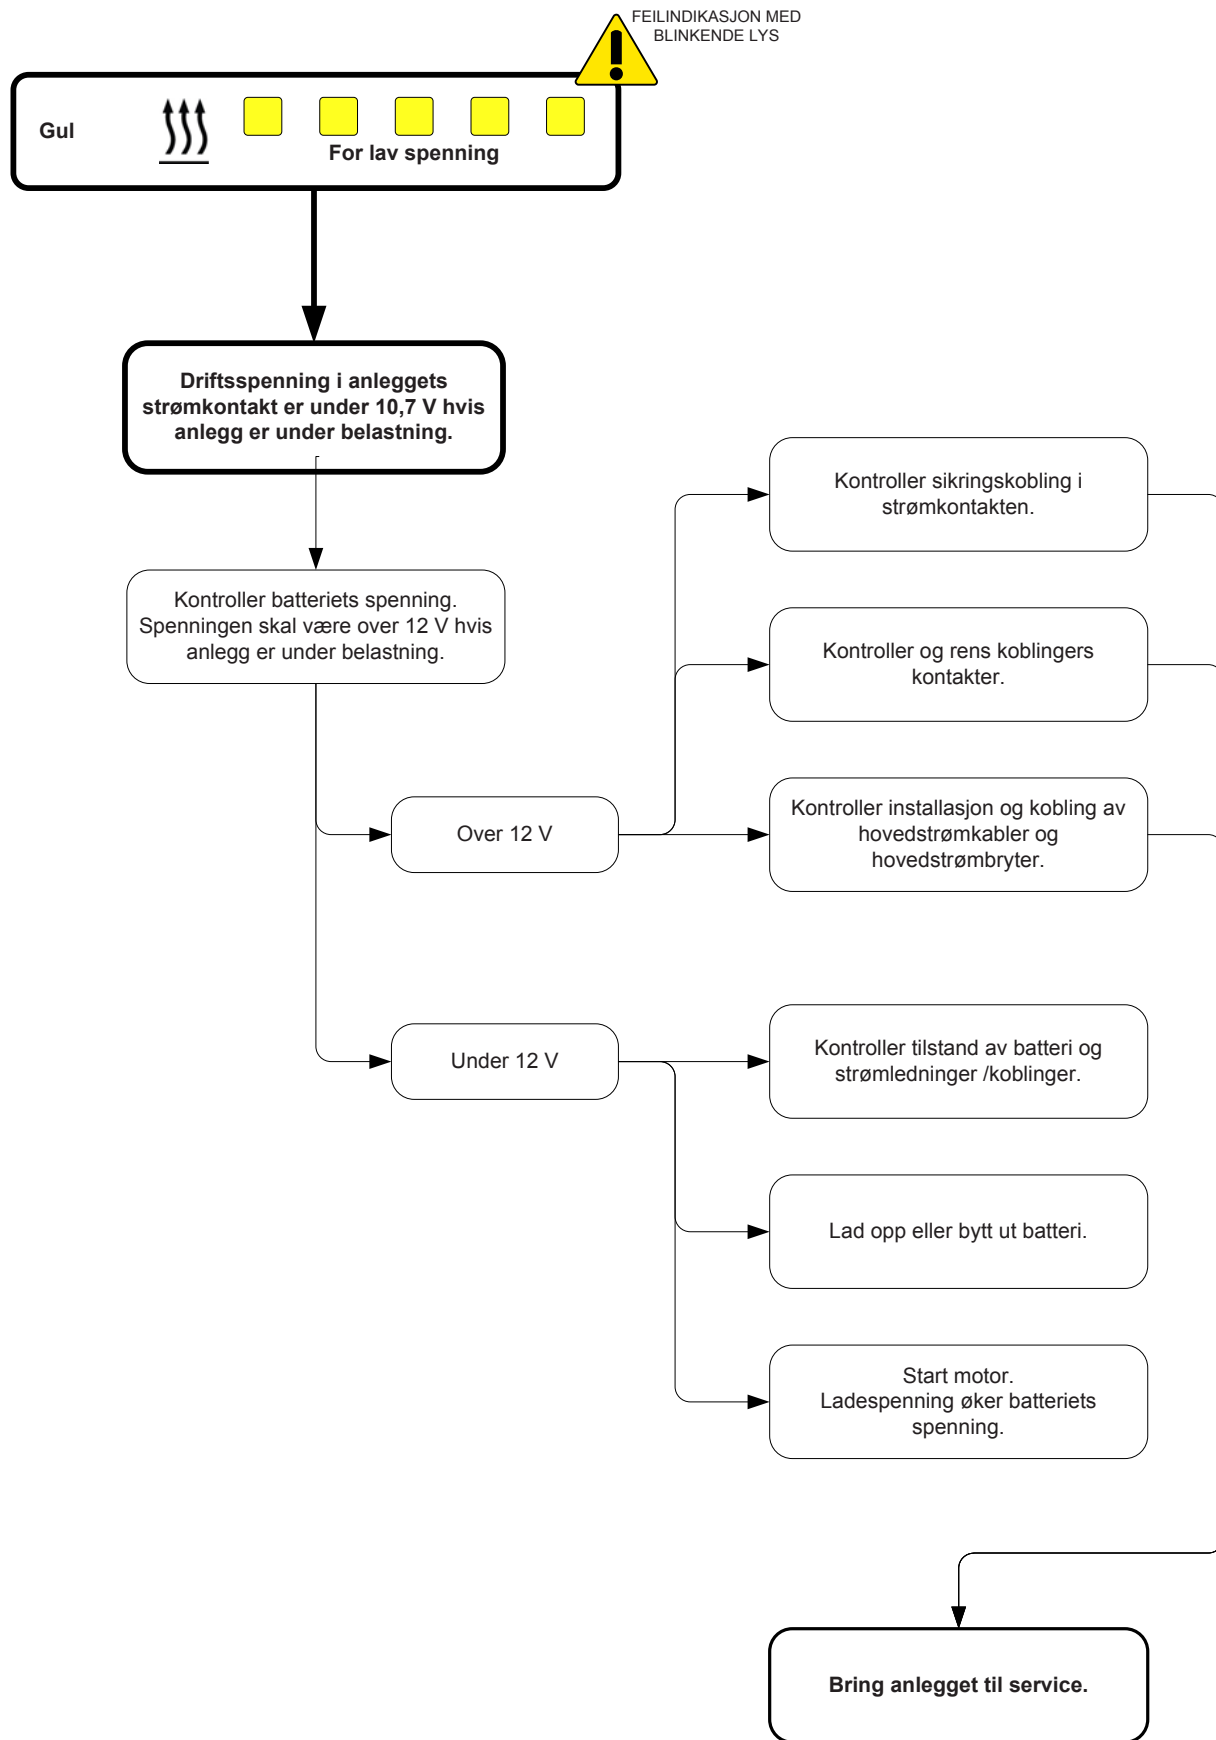 FEILINDIKASJON MED
BLINKENDE LYS
Gul
For lav spenning
Driftsspenning i anleggets
strømkontakt er under 10,7 V hvis
anlegg er under belastning.
Kontroller batteriets spenning.
Spenningen skal være over 12 V hvis
anlegg er under belastning.
Over 12 V
Kontroller sikringskobling i
strømkontakten.
Kontroller og rens koblingers
kontakter.
Kontroller installasjon og kobling av
hovedstrømkabler og
hovedstrømbryter.
Under 12 V
Kontroller tilstand av batteri og
strømledninger /koblinger.
Lad opp eller bytt ut batteri.
Start motor.
Ladespenning øker batteriets
spenning.
Bring anlegget til service.